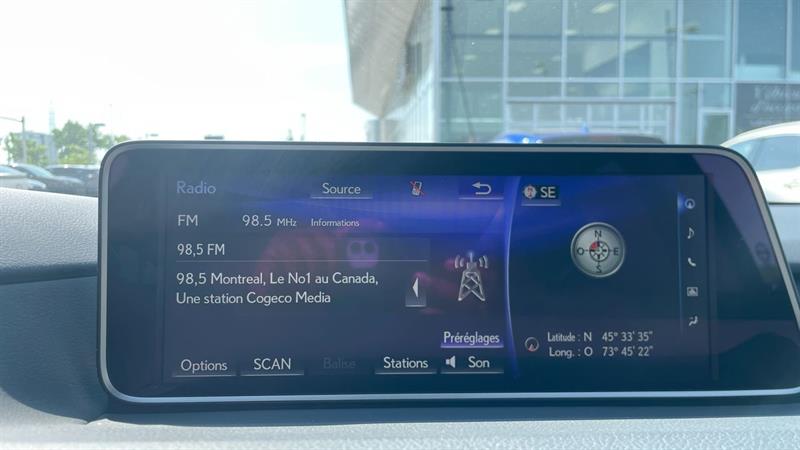 Radio
Source
SE
FM
98.5 MHz
Informations
98,5 FM
98,5 Montreal, Le No1 au Canada,
Une station Cogeco Media
N
O
E
S
Préréglages
Latitude : N 45° 33' 35"
Long. : O 73° 45' 22"
Options
SCAN
Balise
Stations
Son